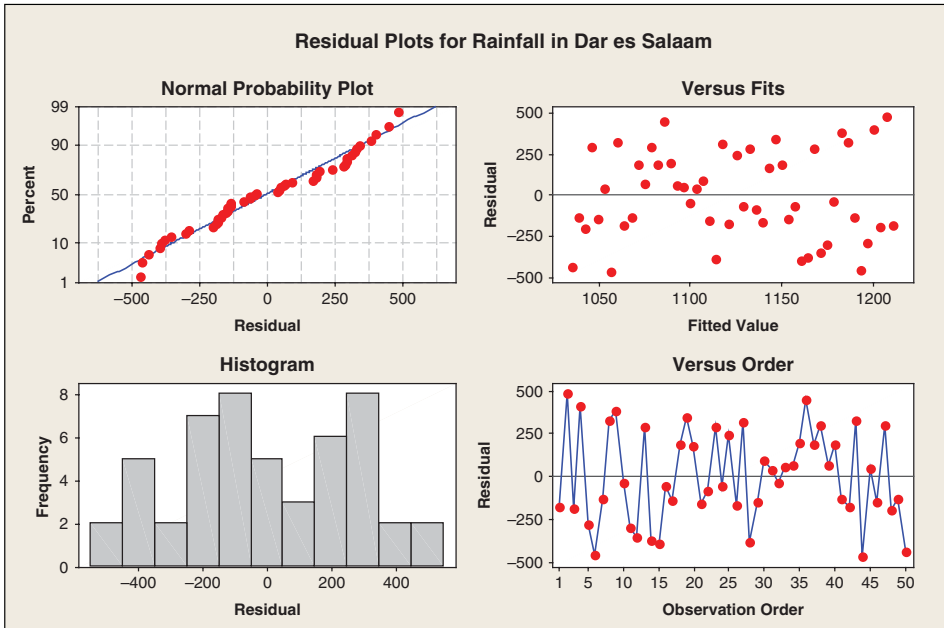 Residual Plots for Rainfall in Dar es Salaam
Normal Probability Plot
99
90
50
10
1
Percent
−500 −250 0 250 500
Residual
Versus Fits
500
250
0
−250
−500
Residual
1050 1100 1150 1200
Fitted Value
Histogram
8
6
4
2
0
Frequency
−400 −200 0 200 400
Residual
Versus Order
500
250
0
−250
−500
Residual
1 5 10 15 20 25 30 35 40 45 50
Observation Order